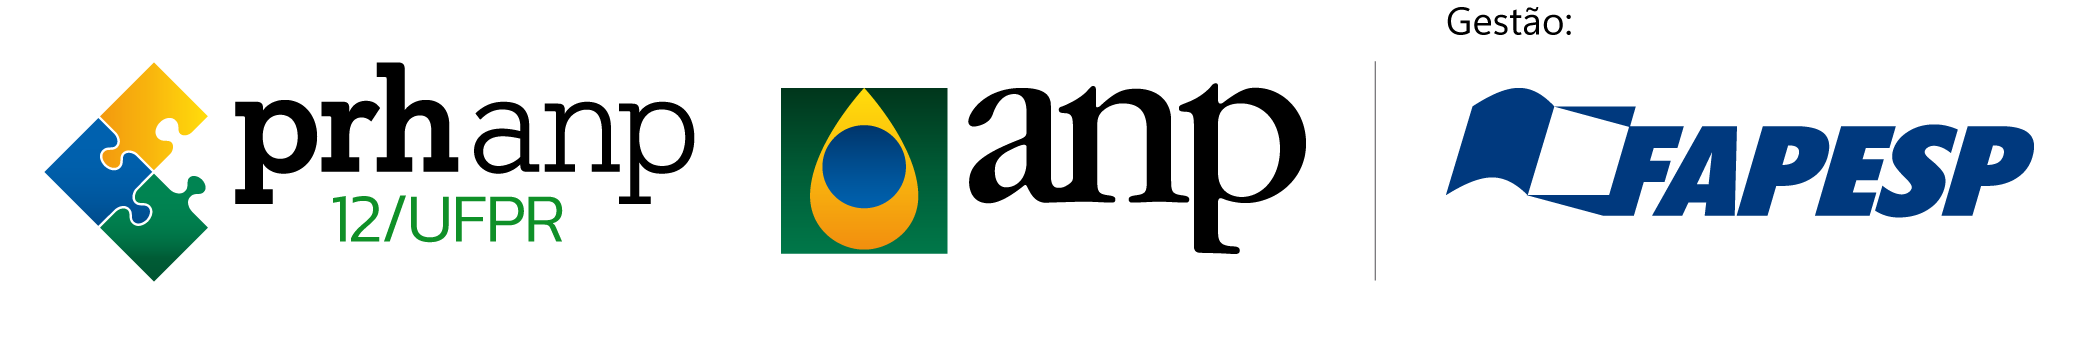 prh anp
12/UFPR
anp
Gestão:
FAPESP